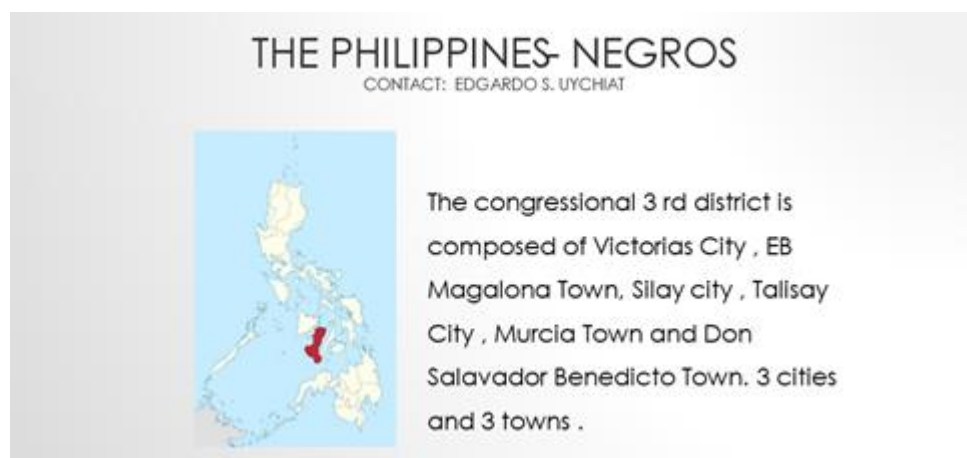 THE PHILIPPINES- NEGROS
CONTACT: EDGARDO S. UYCHIAT
The congressional 3 rd district is
composed of Victorias City , EB
Magalona Town, Silay city , Talisay
City , Murcia Town and Don
Salavador Benedicto Town. 3 cities
and 3 towns .